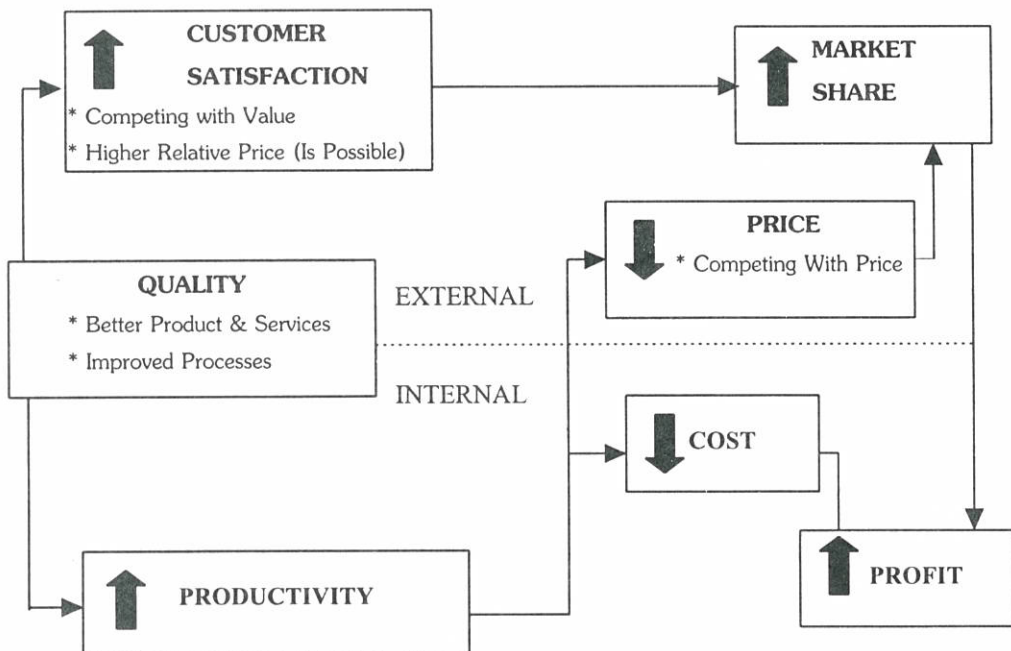 CUSTOMER
SATISFACTION
* Competing with Value
* Higher Relative Price (Is Possible)
MARKET
SHARE
PRICE
* Competing With Price
QUALITY
* Better Product & Services
* Improved Processes
EXTERNAL
INTERNAL
COST
PRODUCTIVITY
PROFIT